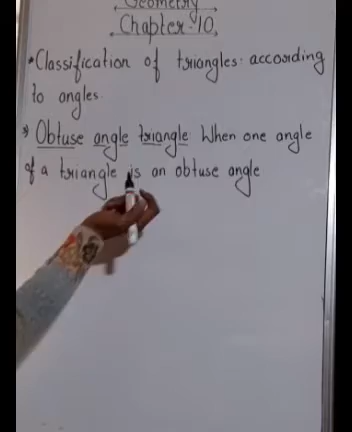 Geometry
Chapter-10.
•Classification of triangles: according
to angles.
Obtuse angle triangle When one angle
of a triangle is an obtuse angle